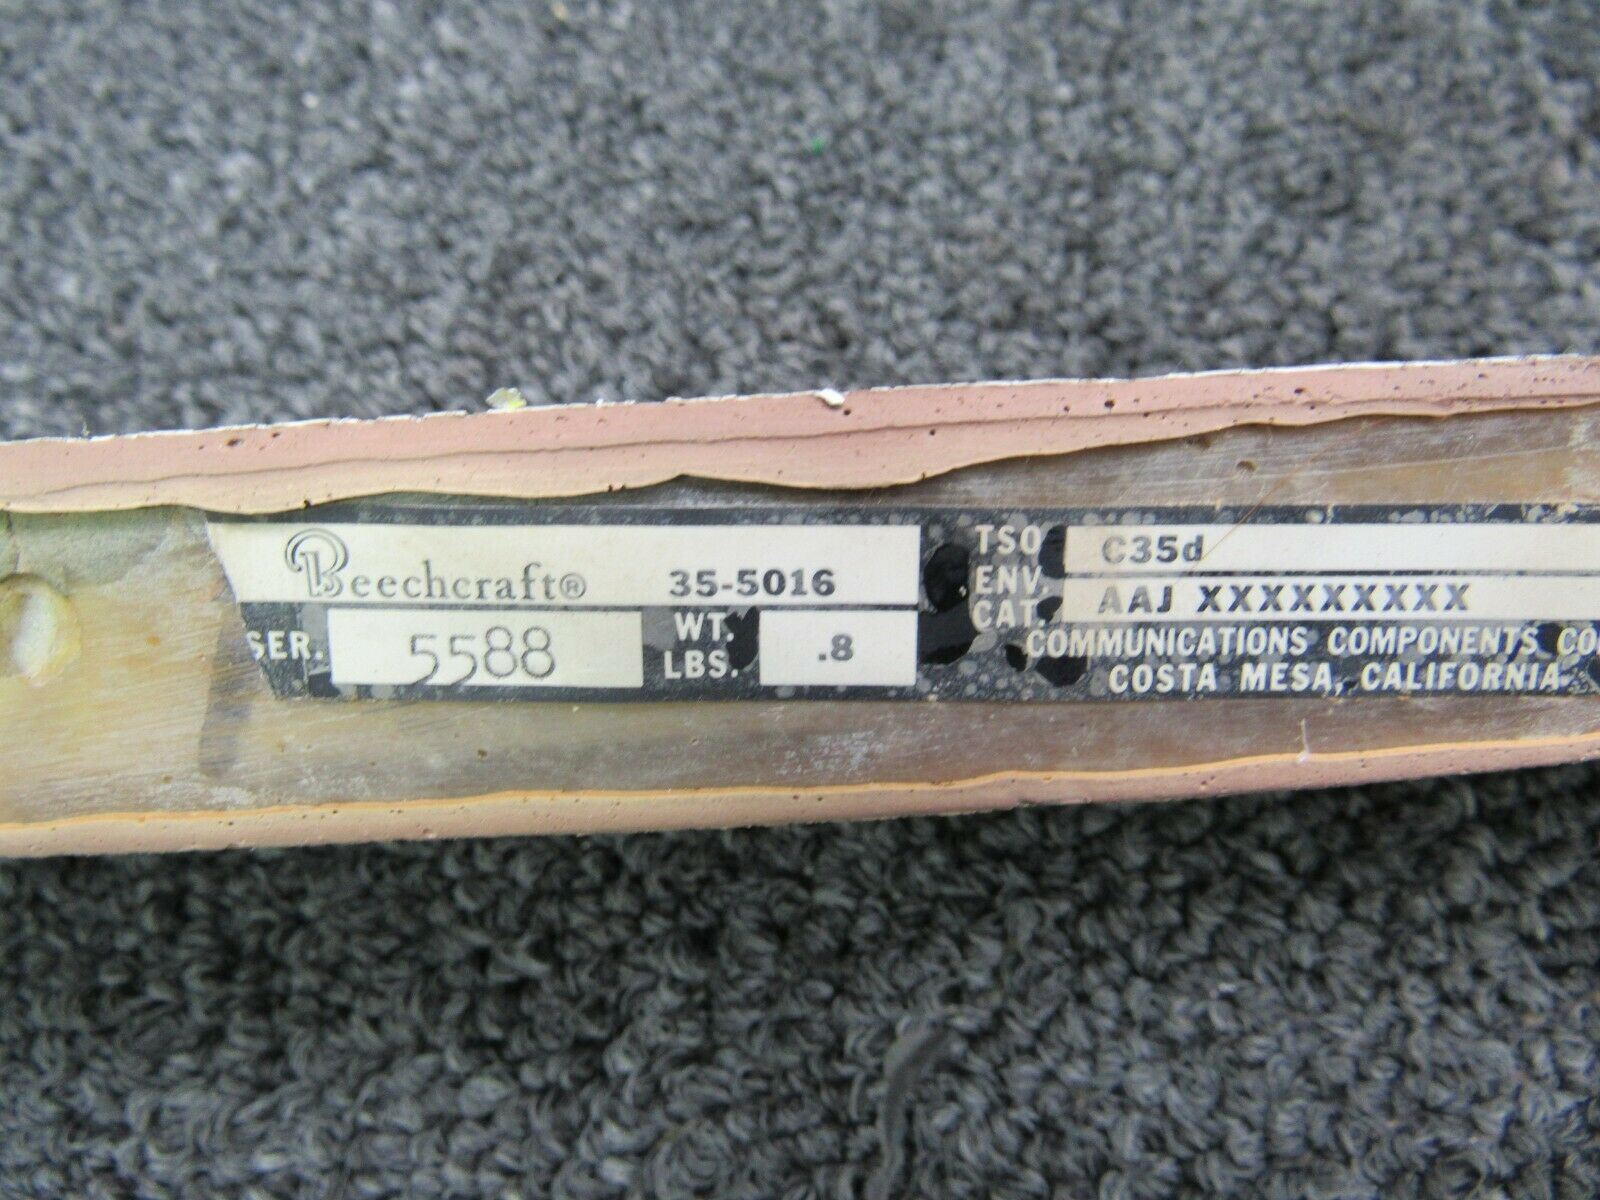 Beechcraft® 35-5016
SER. 5588 WT. LBS. .8
TSO C35d
ENV. CAT. AAJ XXXXXXXXX
COMMUNICATIONS COMPONENTS CO
COSTA MESA, CALIFORNIA